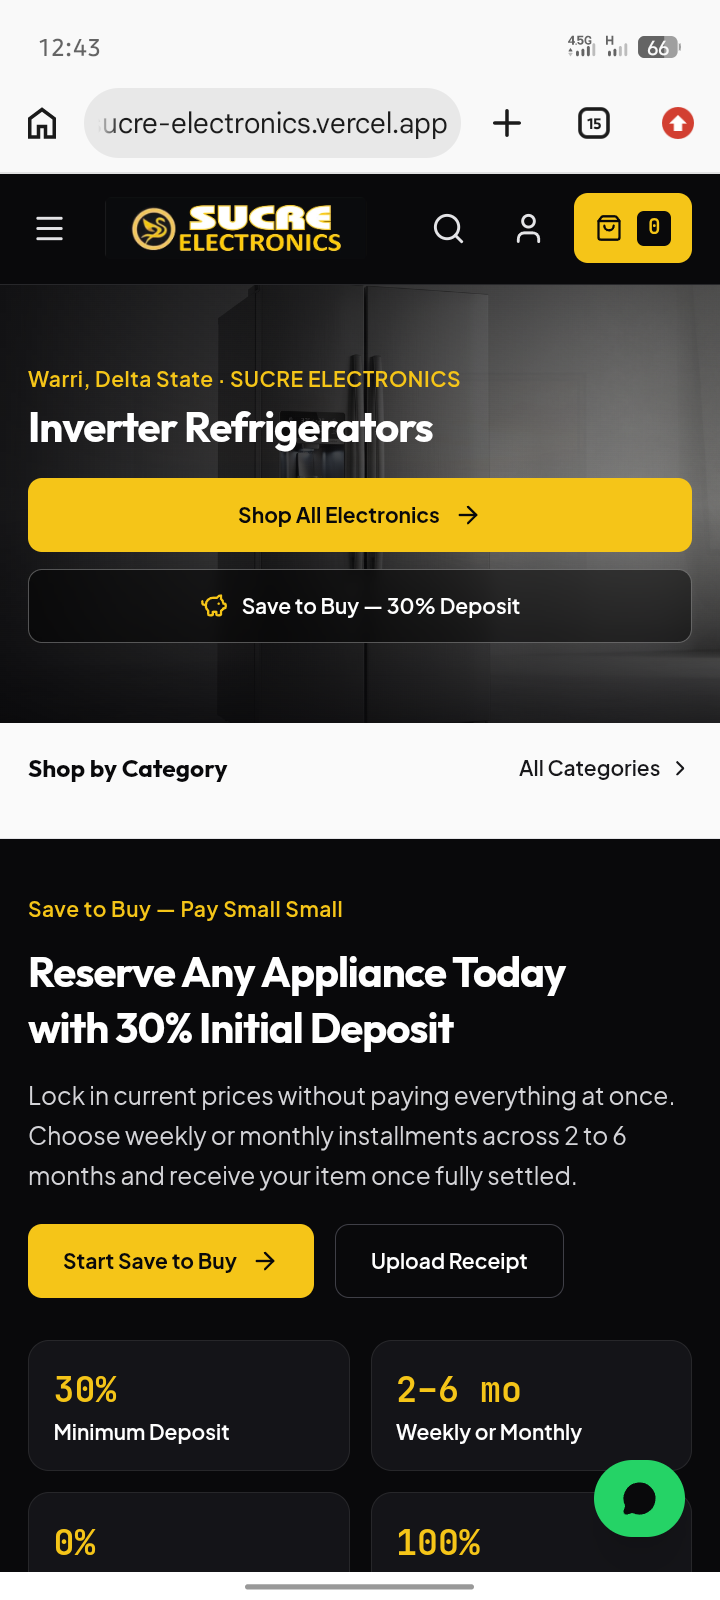 12:43
4.5G
H
66
ucre-electronics.vercel.app
15
SUCRE
ELECTRONICS
0
Warri, Delta State · SUCRE ELECTRONICS
Inverter Refrigerators
Shop All Electronics
Save to Buy — 30% Deposit
Shop by Category
All Categories
Save to Buy — Pay Small Small
Reserve Any Appliance Today
with 30% Initial Deposit
Lock in current prices without paying everything at once.
Choose weekly or monthly installments across 2 to 6
months and receive your item once fully settled.
Start Save to Buy
Upload Receipt
30%
Minimum Deposit
2–6 mo
Weekly or Monthly
0%
100%